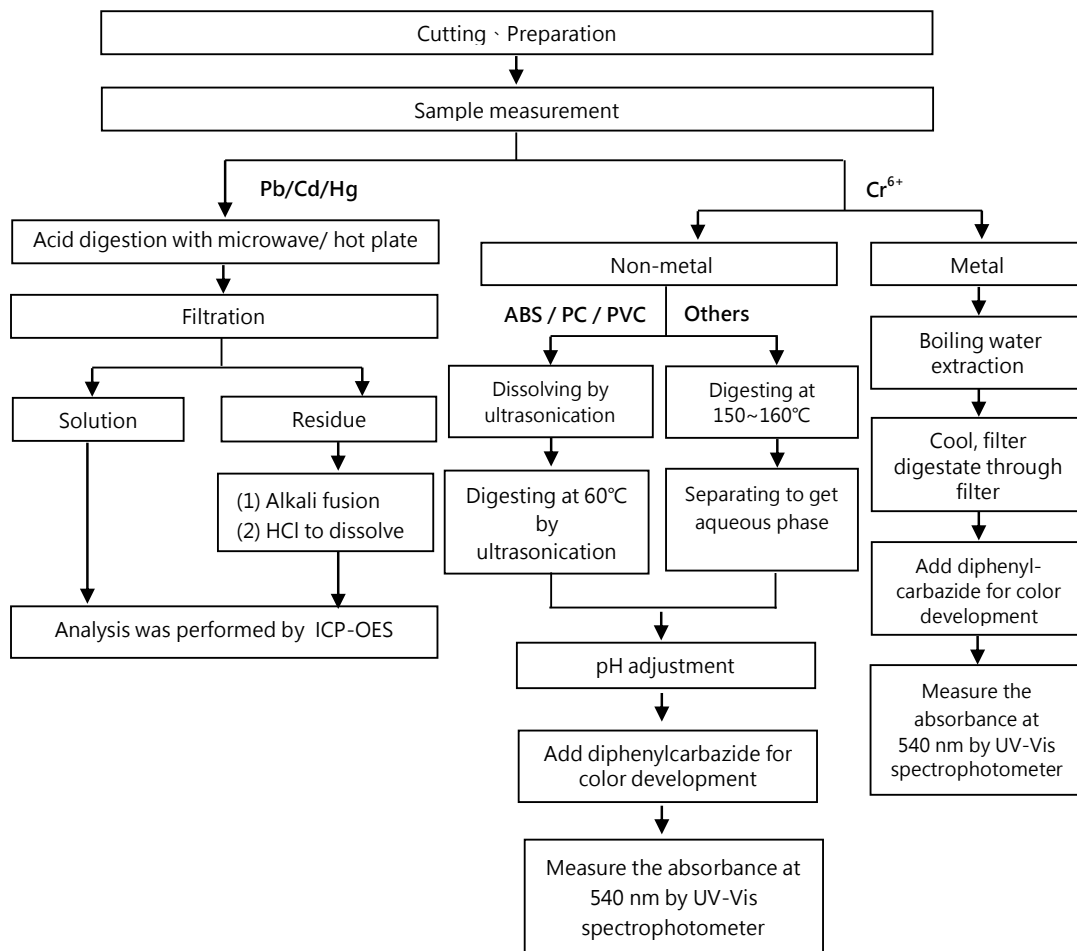 Cutting、Preparation
Sample measurement
Pb/Cd/Hg
Cr6+
Acid digestion with microwave/ hot plate
Filtration
Solution
Residue
(1) Alkali fusion
(2) HCl to dissolve
Analysis was performed by ICP-OES
Non-metal
ABS / PC / PVC
Others
Dissolving by
ultrasonication
Digesting at 60℃
by
ultrasonication
Digesting at
150~160℃
Separating to get
aqueous phase
pH adjustment
Add diphenylcarbazide for
color development
Measure the absorbance at
540 nm by UV-Vis
spectrophotometer
Metal
Boiling water
extraction
Cool, filter
digestate through
filter
Add diphenyl-
carbazide for color
development
Measure the
absorbance at
540 nm by UV-Vis
spectrophotometer